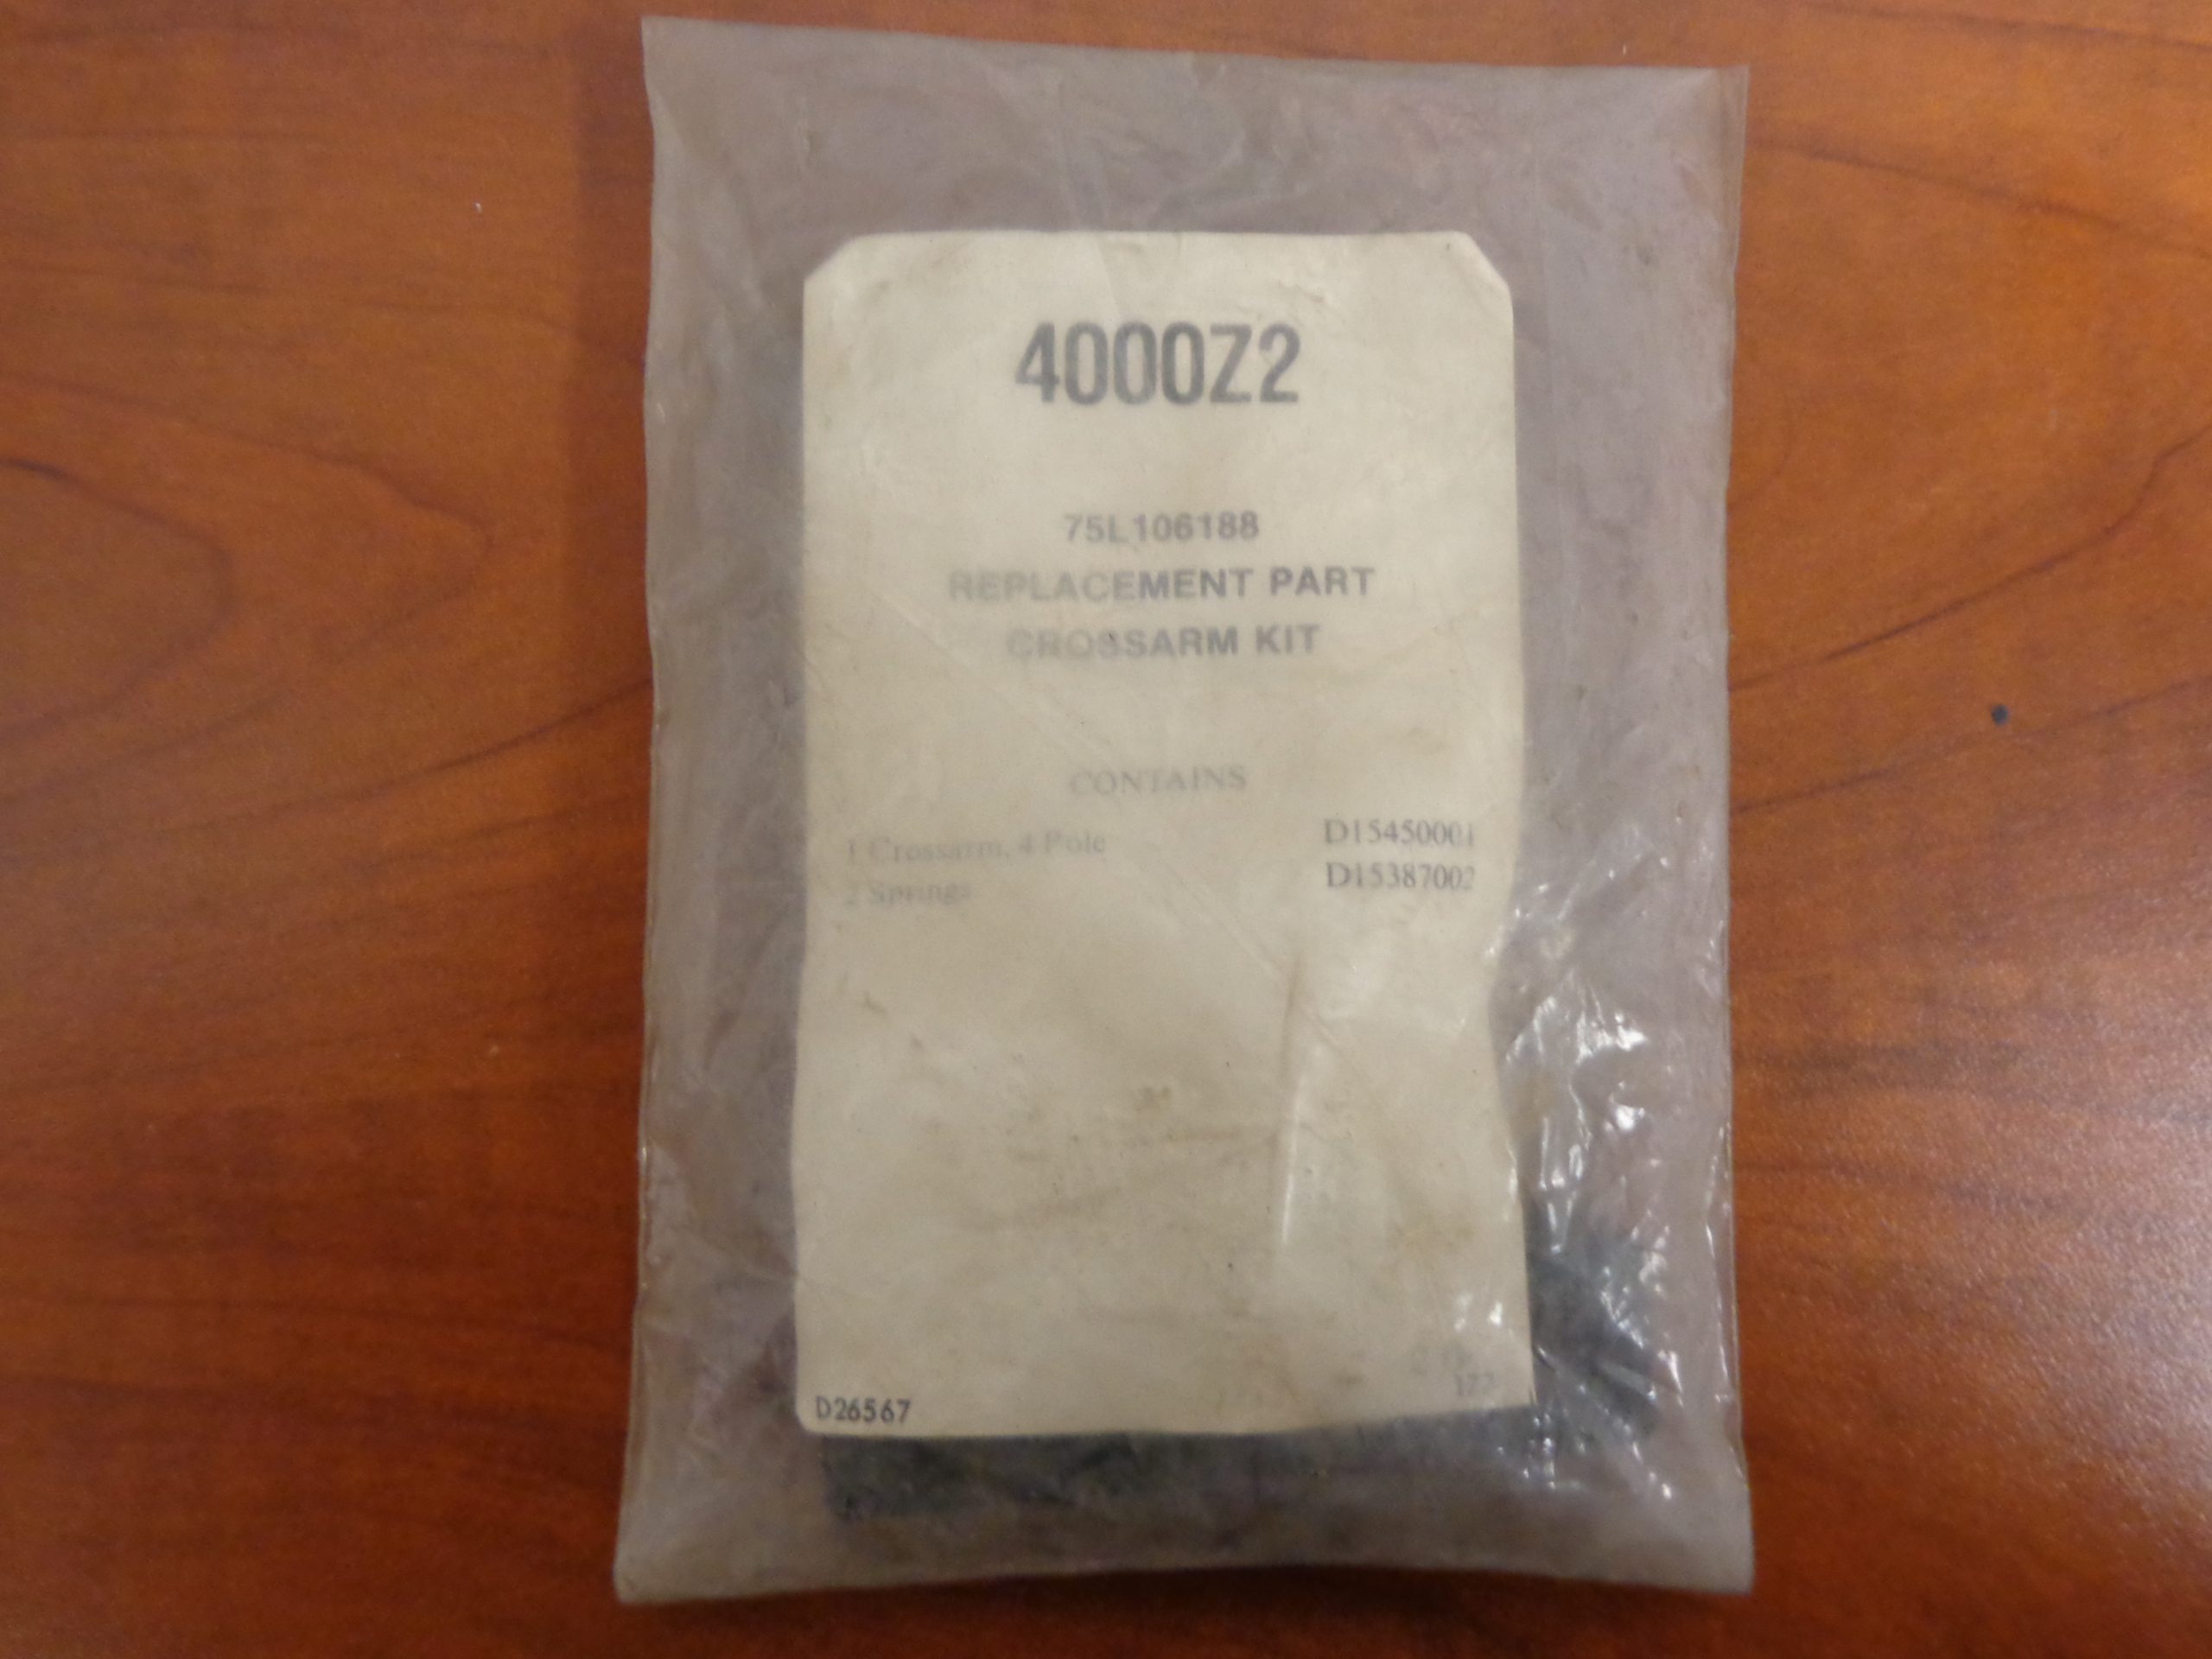 4000Z2
75L106188
REPLACEMENT PART
CROSSARM KIT
CONTAINS
1 Crossarm, 4 Pole D15450001
2 Springs D15387002
D26567